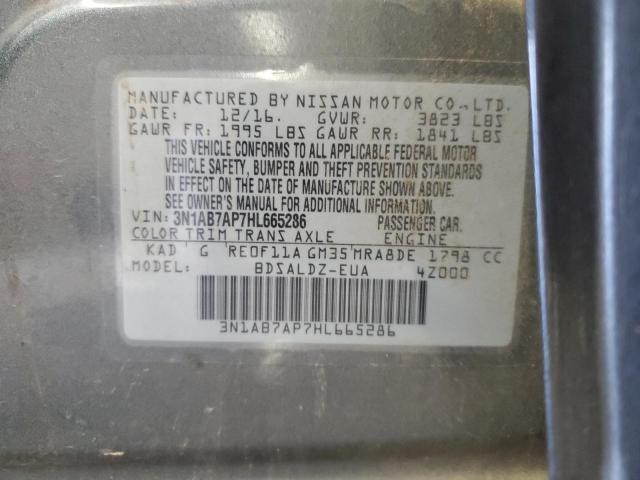 MANUFACTURED BY NISSAN MOTOR CO.,LTD.
DATE: 12/16. GVWR: 3823 LBS
GAWR FR: 1995 LBS GAWR RR: 1841 LBS
THIS VEHICLE CONFORMS TO ALL APPLICABLE FEDERAL MOTOR
VEHICLE SAFETY, BUMPER AND THEFT PREVENTION STANDARDS
IN EFFECT ON THE DATE OF MANUFACTURE SHOWN ABOVE.
SEE OWNER'S MANUAL FOR MORE INFORMATION.
VIN: 3N1AB7AP7HL665286 PASSENGER CAR.
COLOR TRIM TRANS AXLE ENGINE
KAD G RE0F11A GM35 MRA8DE 1798 CC
MODEL: BDSALDZ-EUA 4Z000
3N1AB7AP7HL665286